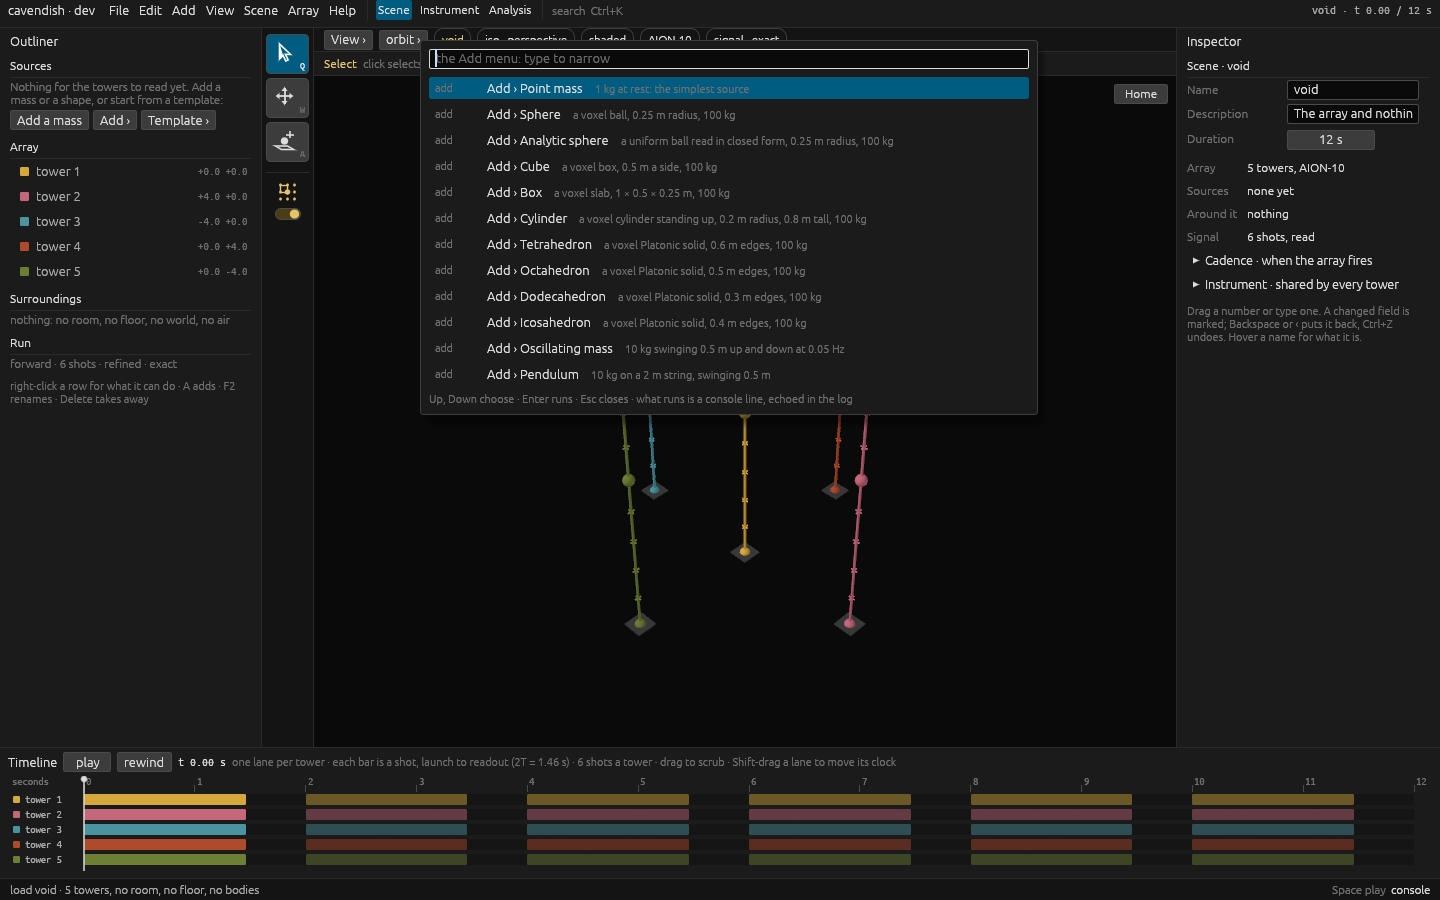 cavendish · dev File Edit Add View Scene Array Help Scene Instrument Analysis search Ctrl+K void · t 0.00 / 12 s
Outliner
Sources
Nothing for the towers to read yet. Add a
mass or a shape, or start from a template:
Add a mass Add › Template ›
Array
tower 1 +0.0 +0.0
tower 2 +4.0 +0.0
tower 3 -4.0 +0.0
tower 4 +0.0 +4.0
tower 5 +0.0 -4.0
Surroundings
nothing: no room, no floor, no world, no air
Run
forward · 6 shots · refined · exact
right-click a row for what it can do · A adds · F2
renames · Delete takes away
Q
W
A
View › orbit › void iso perspective shaded AION-10 signal exact
Select click selects
Home
the Add menu: type to narrow
add Add › Point mass 1 kg at rest: the simplest source
add Add › Sphere a voxel ball, 0.25 m radius, 100 kg
add Add › Analytic sphere a uniform ball read in closed form, 0.25 m radius, 100 kg
add Add › Cube a voxel box, 0.5 m a side, 100 kg
add Add › Box a voxel slab, 1 × 0.5 × 0.25 m, 100 kg
add Add › Cylinder a voxel cylinder standing up, 0.2 m radius, 0.8 m tall, 100 kg
add Add › Tetrahedron a voxel Platonic solid, 0.6 m edges, 100 kg
add Add › Octahedron a voxel Platonic solid, 0.5 m edges, 100 kg
add Add › Dodecahedron a voxel Platonic solid, 0.3 m edges, 100 kg
add Add › Icosahedron a voxel Platonic solid, 0.4 m edges, 100 kg
add Add › Oscillating mass 10 kg swinging 0.5 m up and down at 0.05 Hz
add Add › Pendulum 10 kg on a 2 m string, swinging 0.5 m
Up, Down choose · Enter runs · Esc closes · what runs is a console line, echoed in the log
Inspector
Scene · void
Name void
Description The array and nothin
Duration 12 s
Array 5 towers, AION-10
Sources none yet
Around it nothing
Signal 6 shots, read
▸ Cadence · when the array fires
▸ Instrument · shared by every tower
Drag a number or type one. A changed field is
marked; Backspace or ‹ puts it back, Ctrl+Z
undoes. Hover a name for what it is.
Timeline play rewind t 0.00 s one lane per tower · each bar is a shot, launch to readout (2T = 1.46 s) · 6 shots a tower · drag to scrub · Shift-drag a lane to move its clock
seconds 0 1 2 3 4 5 6 7 8 9 10 11 12
tower 1
tower 2
tower 3
tower 4
tower 5
load void · 5 towers, no room, no floor, no bodies Space play console